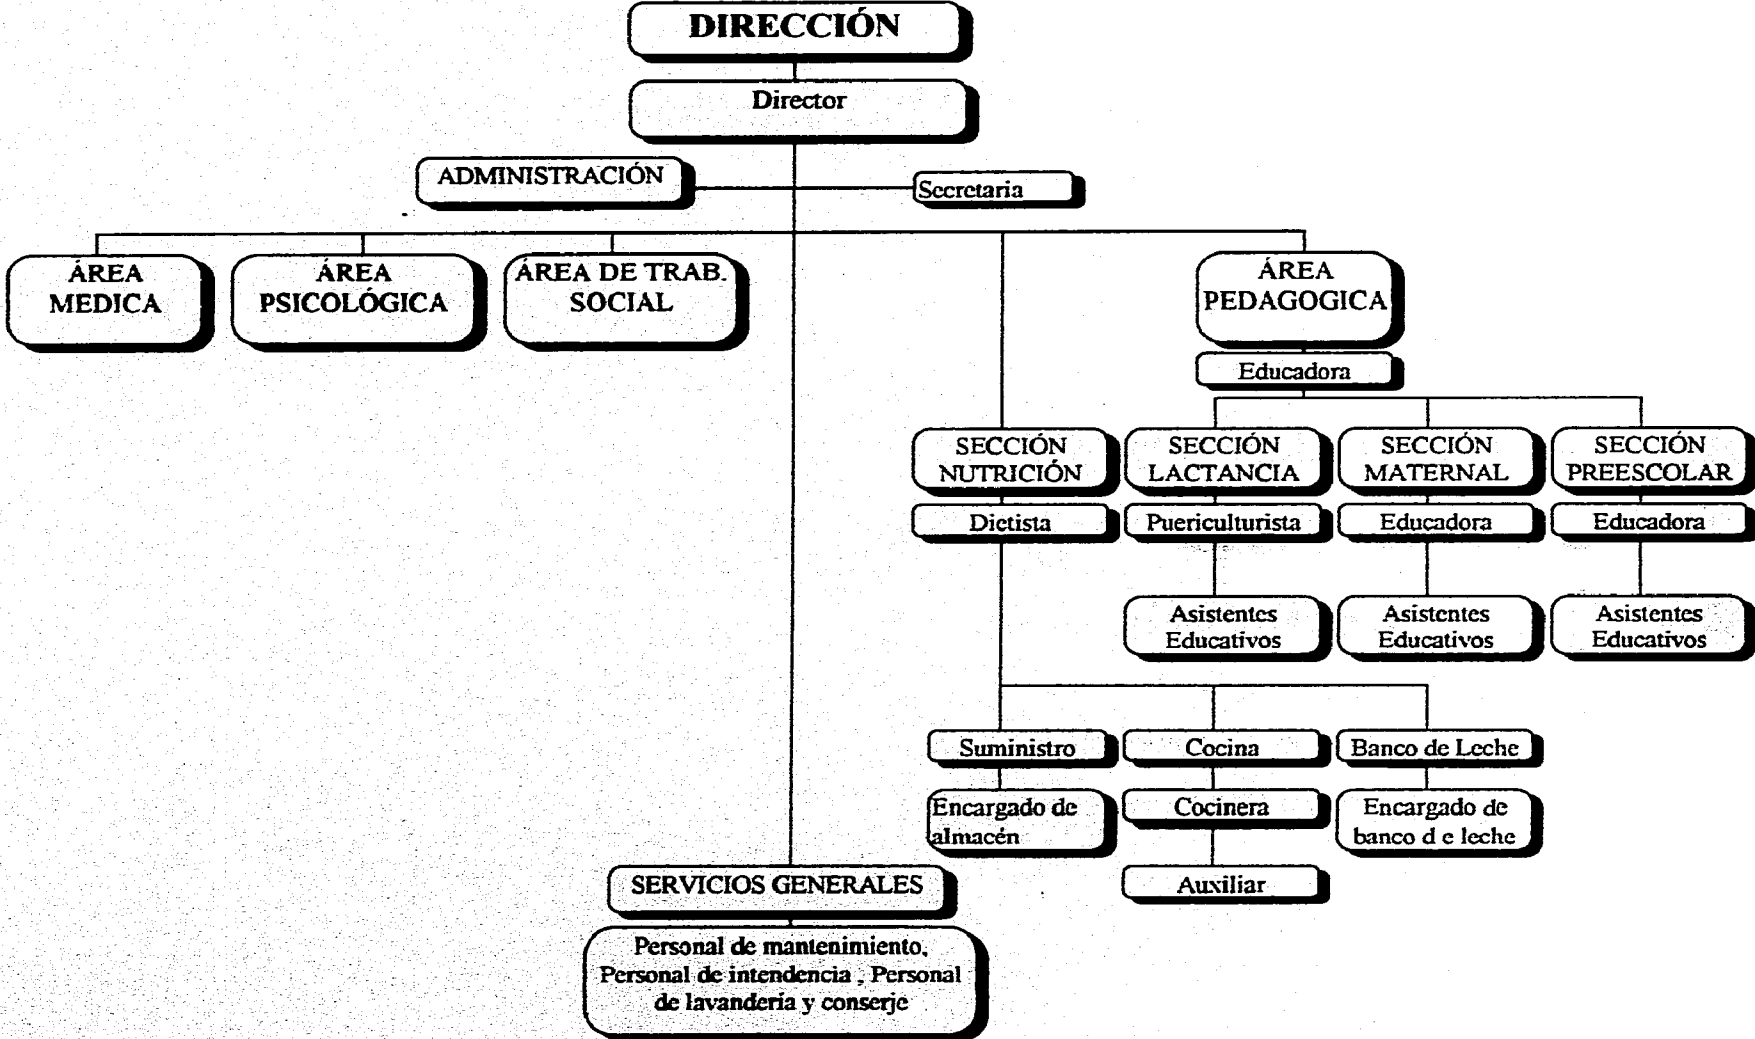 DIRECCIÓN
Director
ADMINISTRACIÓN
Secretaria
ÁREA
MEDICA
ÁREA
PSICOLÓGICA
ÁREA DE TRAB.
SOCIAL
ÁREA
PEDAGOGICA
Educadora
SECCIÓN
NUTRICIÓN
SECCIÓN
LACTANCIA
SECCIÓN
MATERNAL
SECCIÓN
PREESCOLAR
Dietista
Puericulturista
Educadora
Educadora
Asistentes
Educativos
Asistentes
Educativos
Asistentes
Educativos
Suministro
Cocina
Banco de Leche
Encargado de
almacén
Cocinera
Encargado de
banco d e leche
Auxiliar
SERVICIOS GENERALES
Personal de mantenimiento,
Personal de intendencia , Personal
de lavandería y conserje